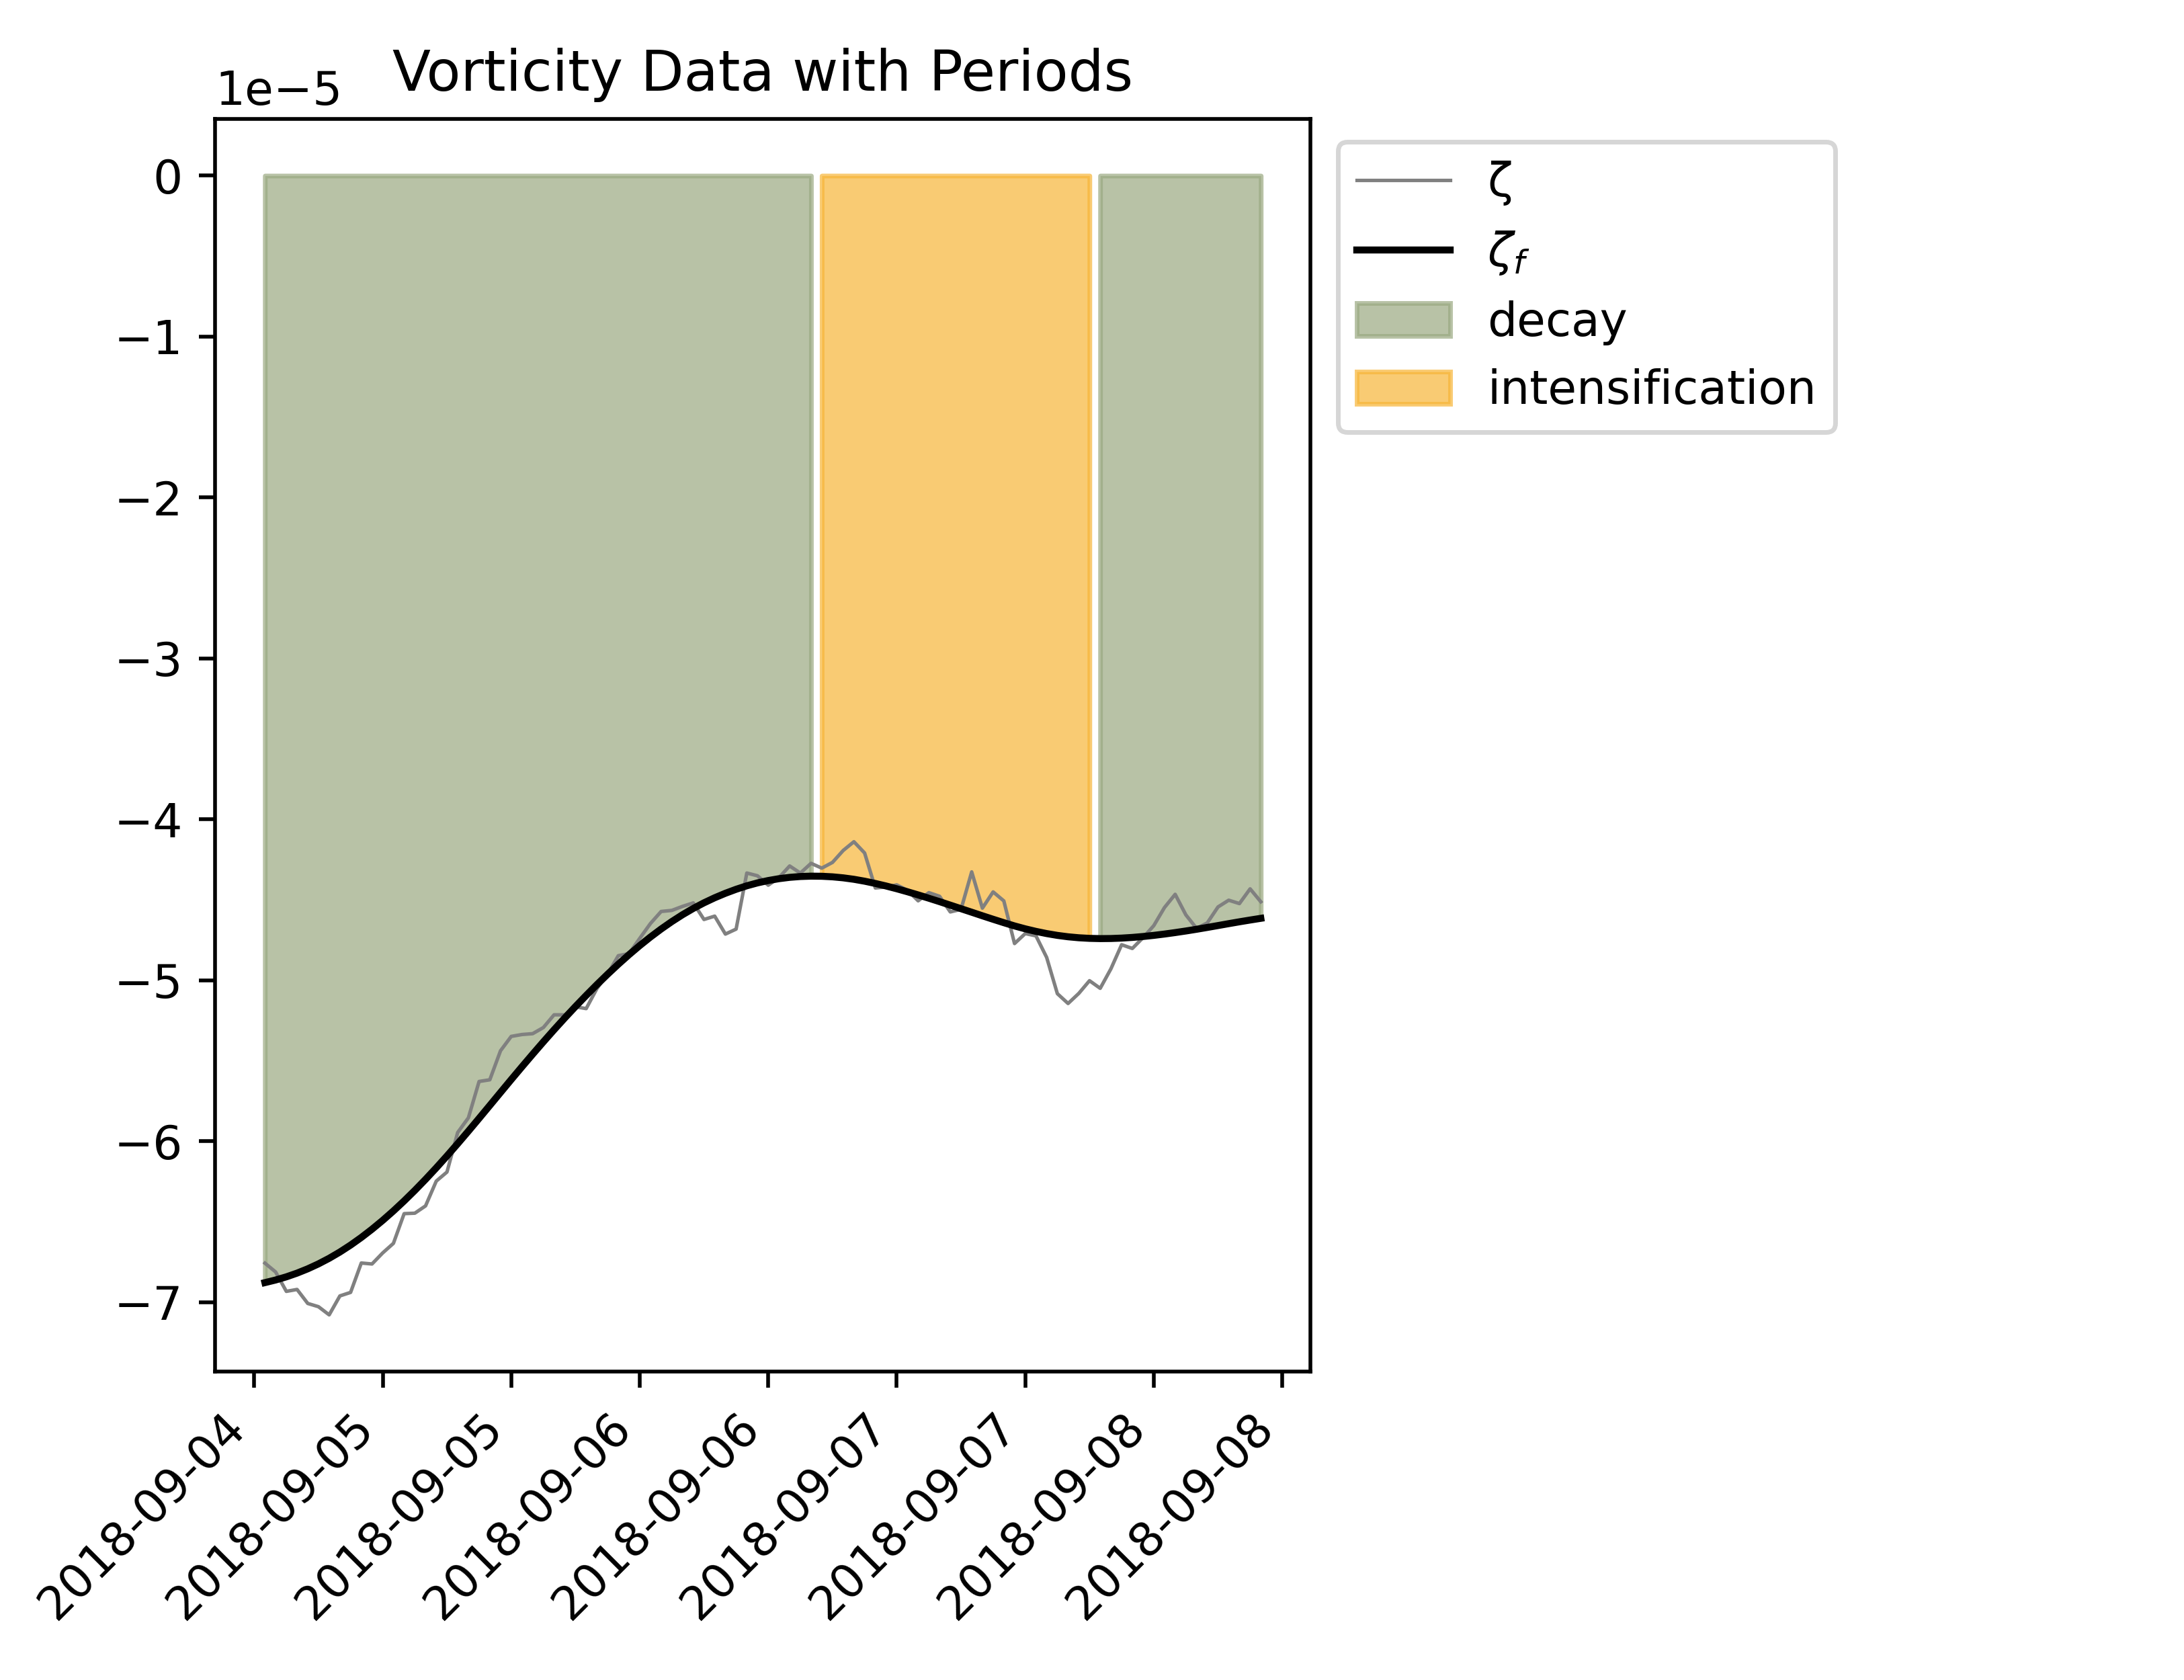 Vorticity Data with Periods
1e−5
0
−1
−2
−3
−4
−5
−6
−7
2018-09-04
2018-09-05
2018-09-05
2018-09-06
2018-09-06
2018-09-07
2018-09-07
2018-09-08
2018-09-08
ζ
ζf
decay
intensification